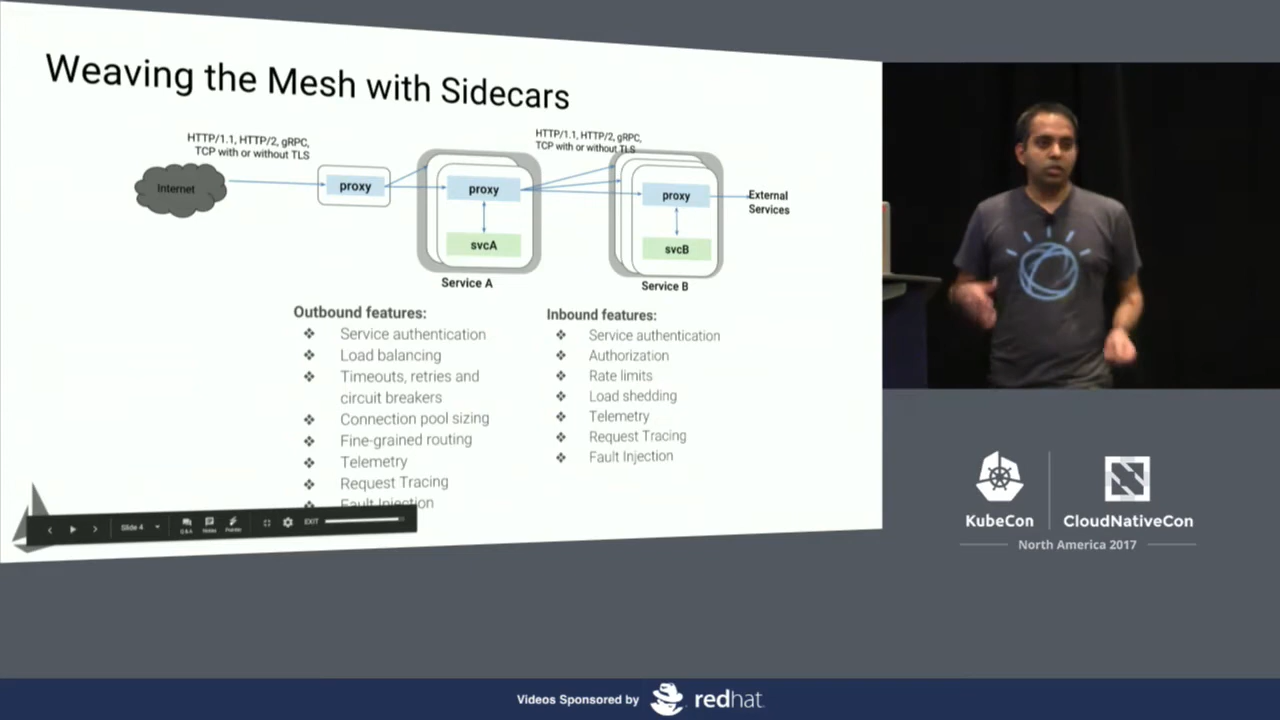 Weaving the Mesh with Sidecars
HTTP/1.1, HTTP/2, gRPC,
TCP with or without TLS
HTTP/1.1, HTTP/2, gRPC,
TCP with or without TLS
Internet
proxy
proxy
svcA
Service A
proxy
svcB
Service B
External
Services
Outbound features:
❖ Service authentication
❖ Load balancing
❖ Timeouts, retries and
circuit breakers
❖ Connection pool sizing
❖ Fine-grained routing
❖ Telemetry
❖ Request Tracing
❖ Fault Injection
Inbound features:
❖ Service authentication
❖ Authorization
❖ Rate limits
❖ Load shedding
❖ Telemetry
❖ Request Tracing
❖ Fault Injection
Slide 4
Q&A
Notes
Pointer
EXIT
KubeCon
CloudNativeCon
North America 2017
Videos Sponsored by
redhat